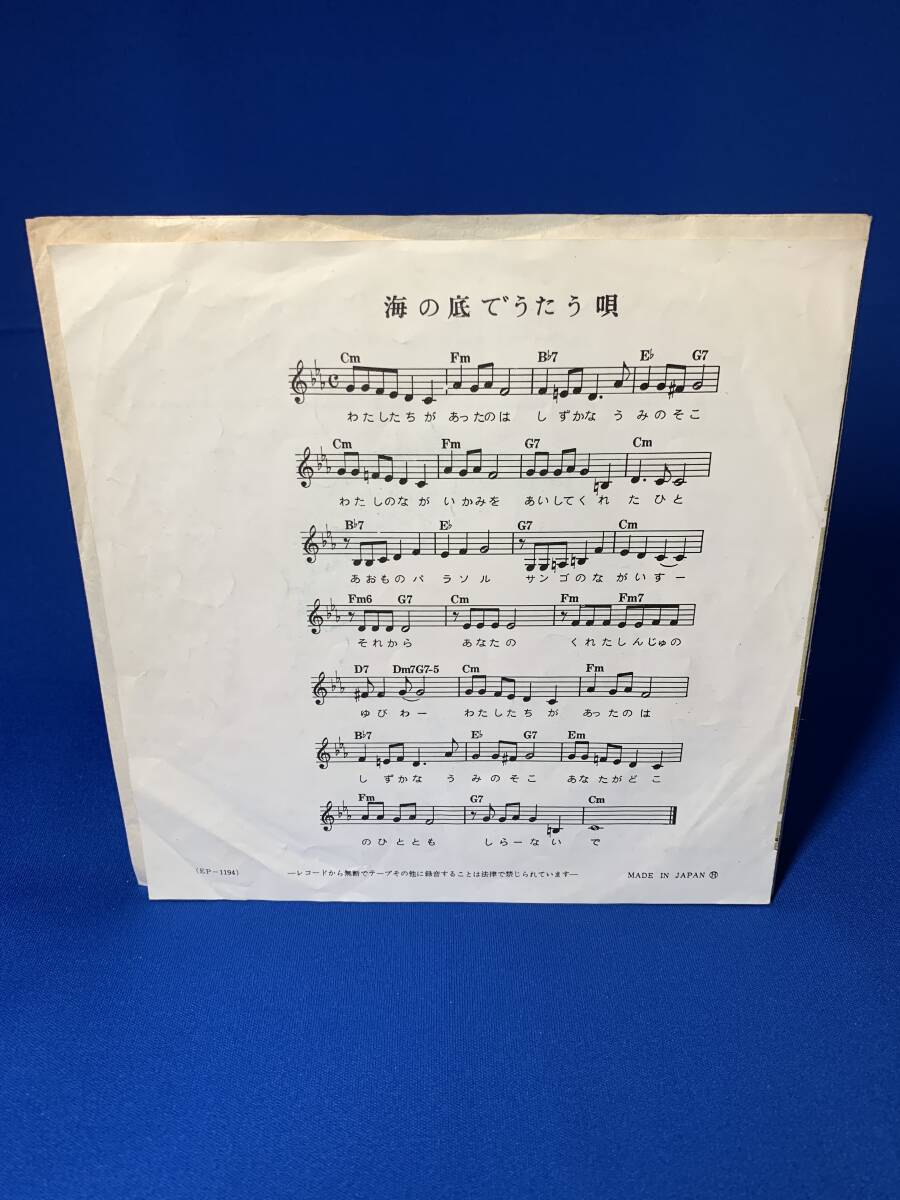 海の底でうたう唄
Cm Fm B♭7 E♭ G7
わたしたちが あったのは しずかな うみのそこ
Cm Fm G7 Cm
わたしのなが いかみを あいしてくれ たひと
B♭7 E♭ G7 Cm
あおものパ ラソル サンゴのながいすー
Fm6 G7 Cm Fm Fm7
それから あなたの くれたしんじゅの
D7 Dm7G7-5 Cm Fm
ゆびわー わたしたちが あったのは
B♭7 E♭ G7 Em
しずかな うみのそこ あなたがどこ
Fm G7 Cm
のひととも しらーない で
(EP-1194) —レコードから無断でテープその他に録音することは法律で禁じられています— MADE IN JAPAN Ⓗ